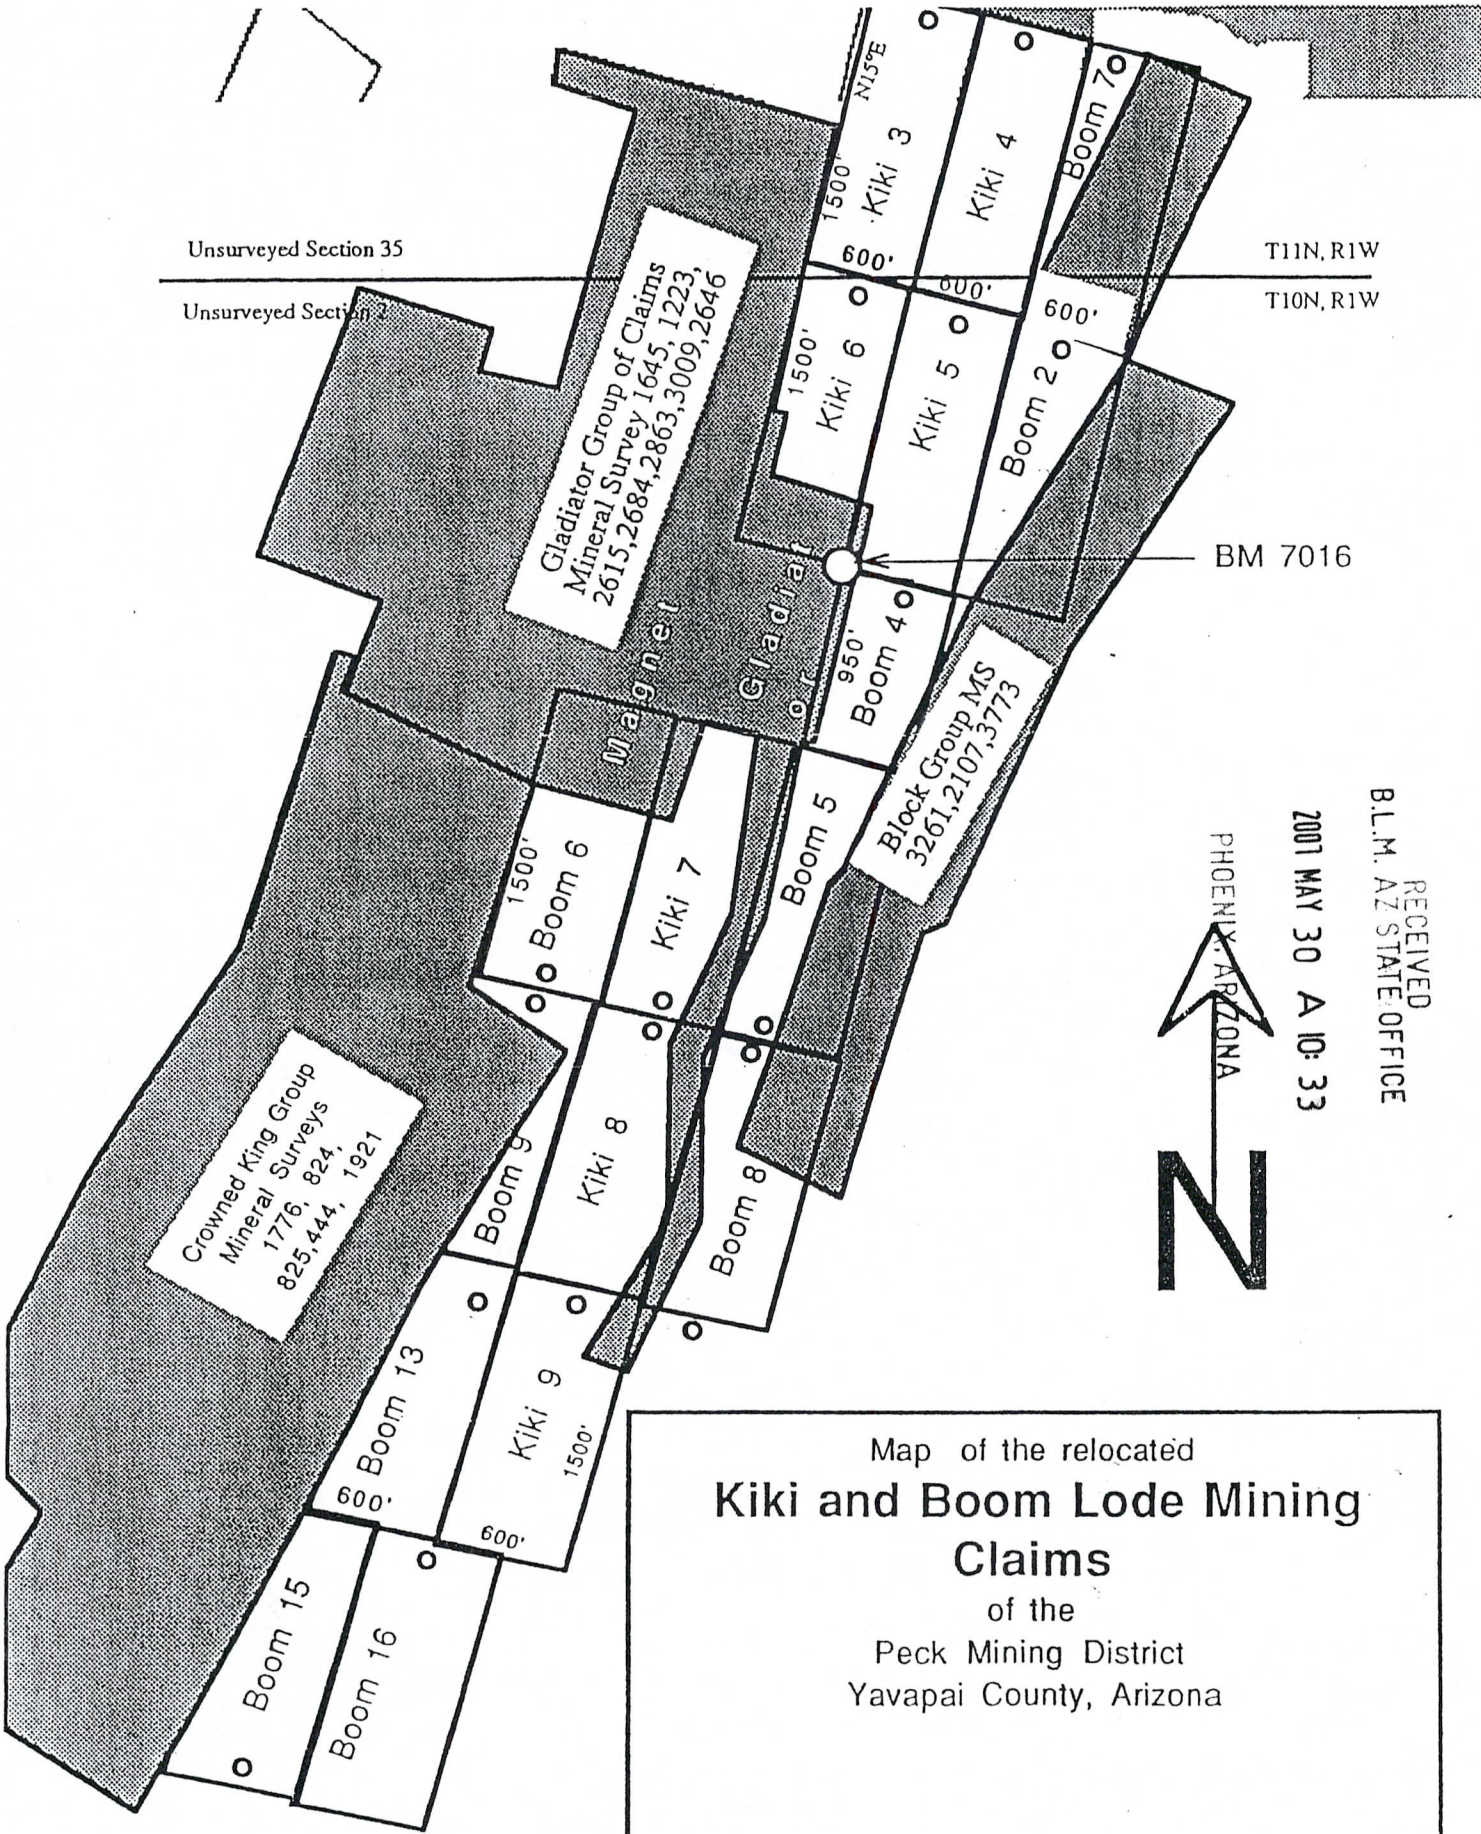 N15°E
Kiki 3
1500'
Kiki 4
Boom 7
Unsurveyed Section 35
T11N, R1W
600'
600'
Unsurveyed Section 2
T10N, R1W
600'
Gladiator Group of Claims
Mineral Survey 1645, 1223,
2615,2684,2863,3009,2646
1500'
Kiki 6
Kiki 5
Boom 2
BM 7016
Magnet
Gladiat
or
950'
Boom 4
Block Group MS
3261,2107,3773
1500'
Boom 6
Kiki 7
Boom 5
RECEIVED
B.L.M. AZ STATE OFFICE
2007 MAY 30 A 10: 33
PHOENIX, ARIZONA
N
Crowned King Group
Mineral Surveys
1776, 824,
825,444, 1921
Boom 9
Kiki 8
Boom 8
Boom 13
600'
Kiki 9
1500'
600'
Boom 15
Boom 16
Map of the relocated
Kiki and Boom Lode Mining
Claims
of the
Peck Mining District
Yavapai County, Arizona